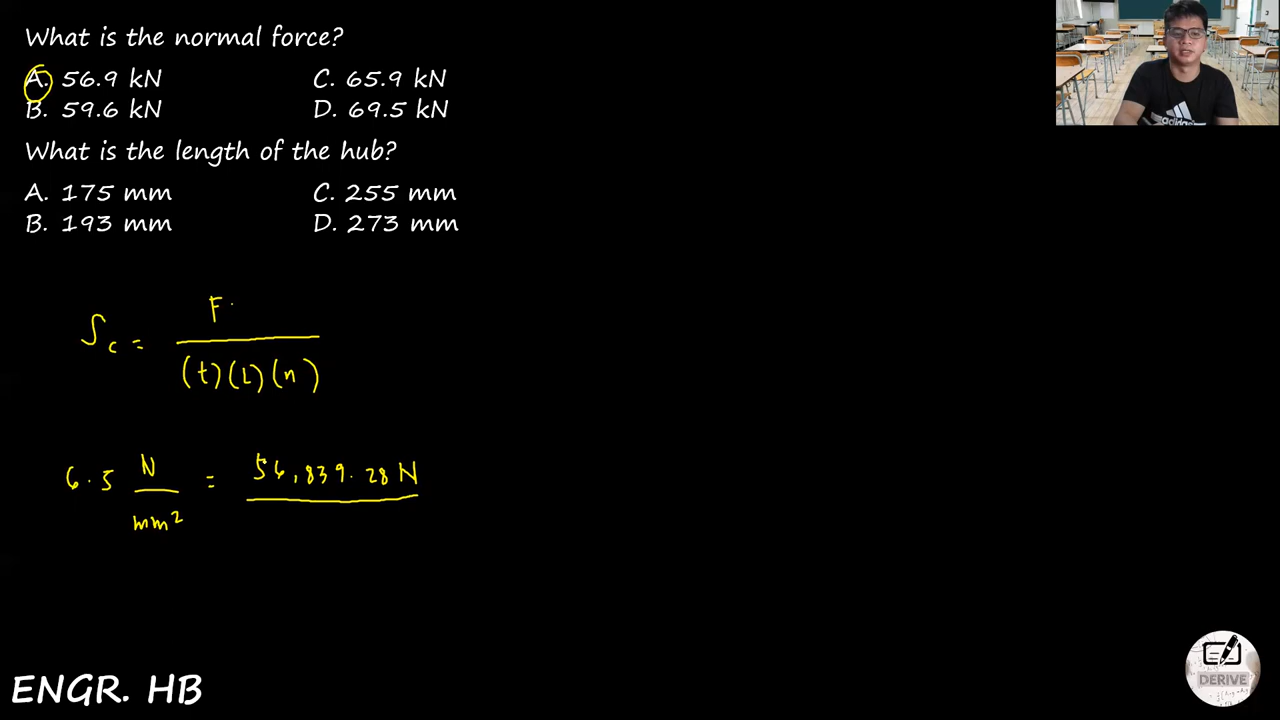 What is the normal force?
A. 56.9 kN C. 65.9 kN
B. 59.6 kN D. 69.5 kN
What is the length of the hub?
A. 175 mm C. 255 mm
B. 193 mm D. 273 mm
S_c = F / (t)(L)(n)
6.5 N/mm² = 56,839.28 N
adidas
DERIVE
ENGR. HB